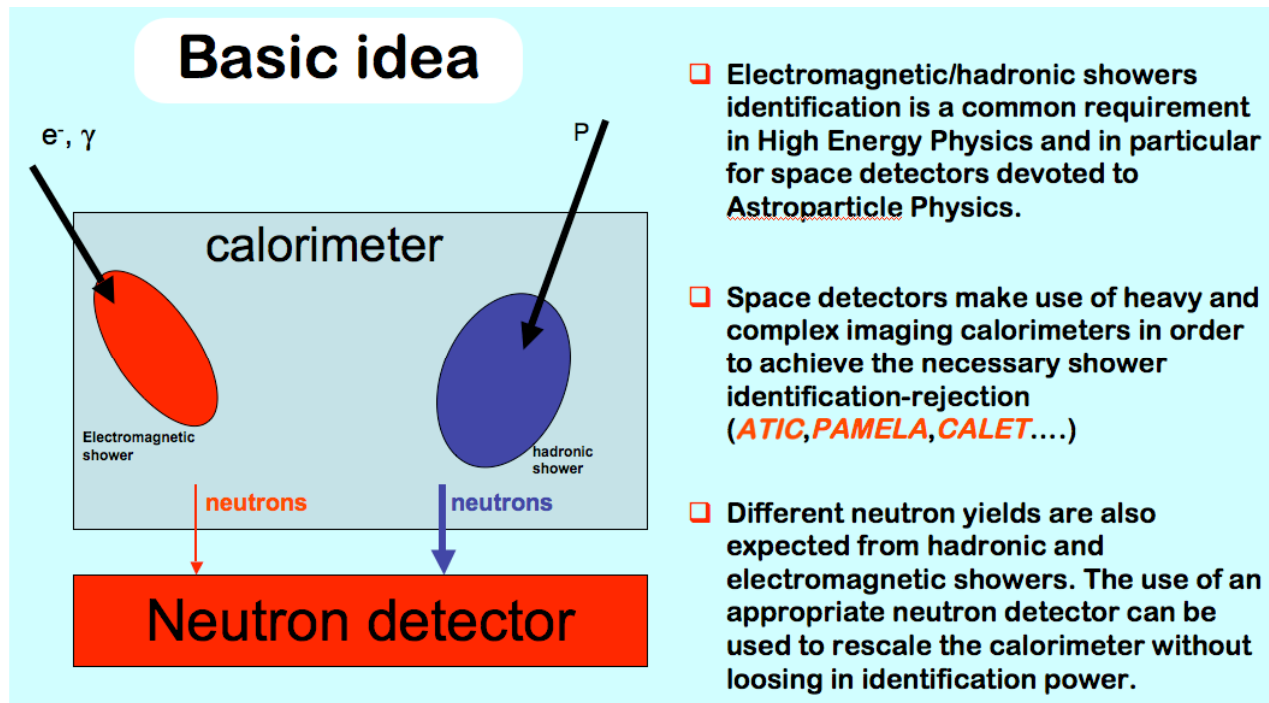 Basic idea
e-, γ
P
calorimeter
Electromagnetic
shower
hadronic
shower
neutrons
neutrons
Neutron detector
❑ Electromagnetic/hadronic showers
identification is a common requirement
in High Energy Physics and in particular
for space detectors devoted to
Astroparticle Physics.
❑ Space detectors make use of heavy and
complex imaging calorimeters in order
to achieve the necessary shower
identification-rejection
(ATIC,PAMELA,CALET....)
❑ Different neutron yields are also
expected from hadronic and
electromagnetic showers. The use of an
appropriate neutron detector can be
used to rescale the calorimeter without
loosing in identification power.